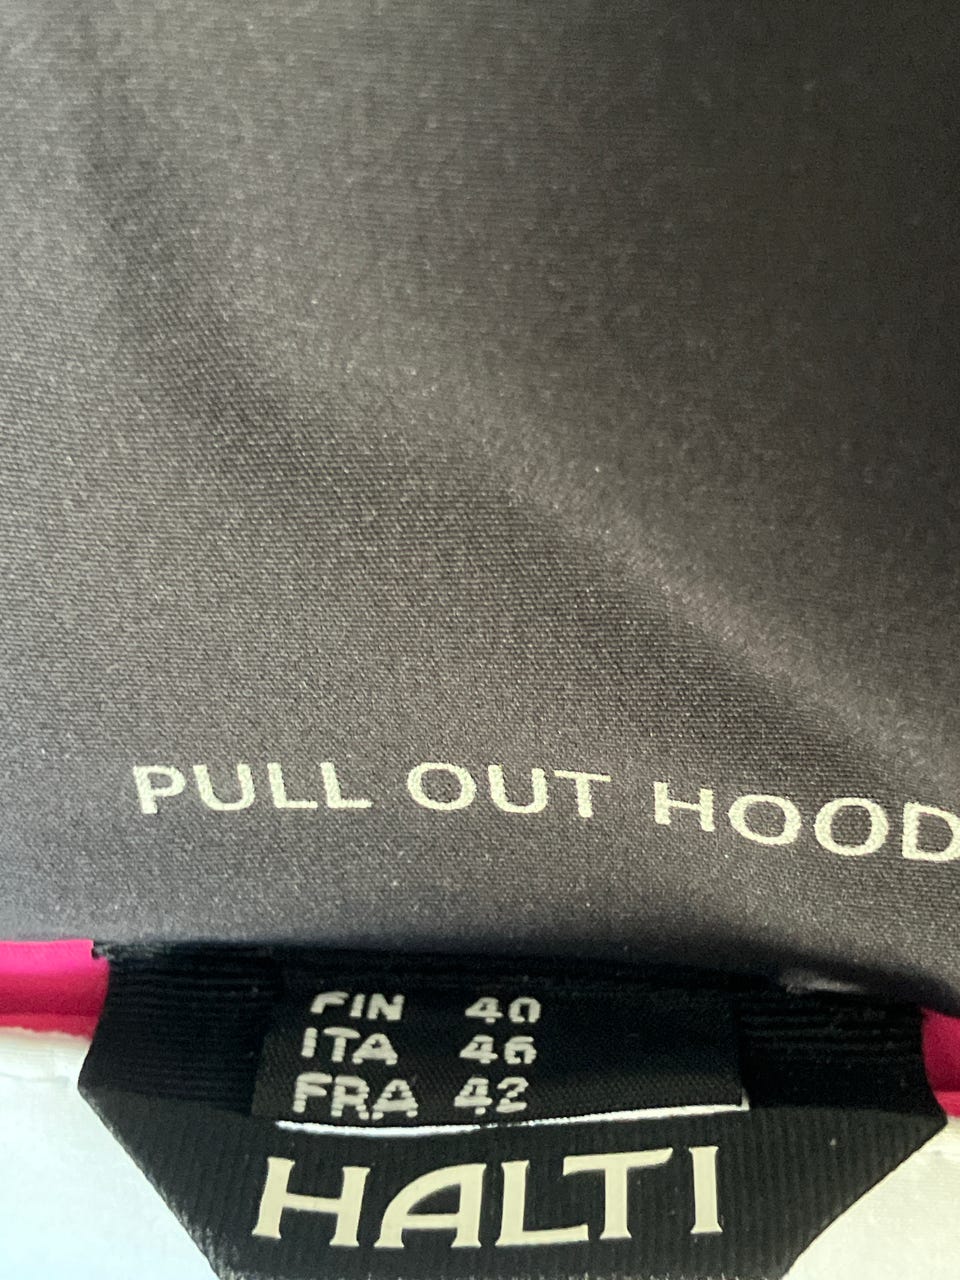 PULL OUT HOOD
FIN 40
ITA 46
FRA 42
HALTI